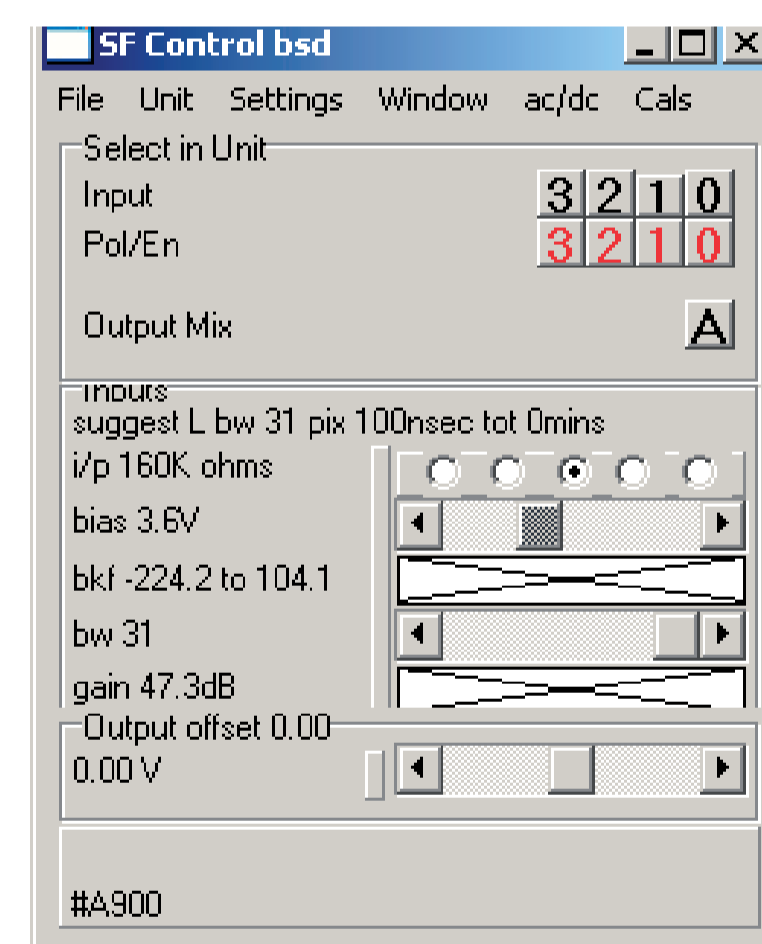 SF Control bsd
File Unit Settings Window ac/dc Cals
Select in Unit
Input 3 2 1 0
Pol/En 3 2 1 0
Output Mix A
Inputs
suggest L bw 31 pix 100nsec tot 0mins
i/p 160K ohms
bias 3.6V
bkf -224.2 to 104.1
bw 31
gain 47.3dB
Output offset 0.00
0.00 V
#A900